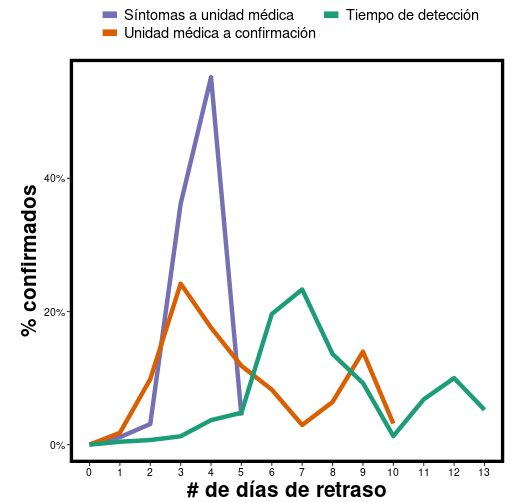 Síntomas a unidad médica Tiempo de detección
Unidad médica a confirmación
% confirmados
40%
20%
0%
0 1 2 3 4 5 6 7 8 9 10 11 12 13
# de días de retraso